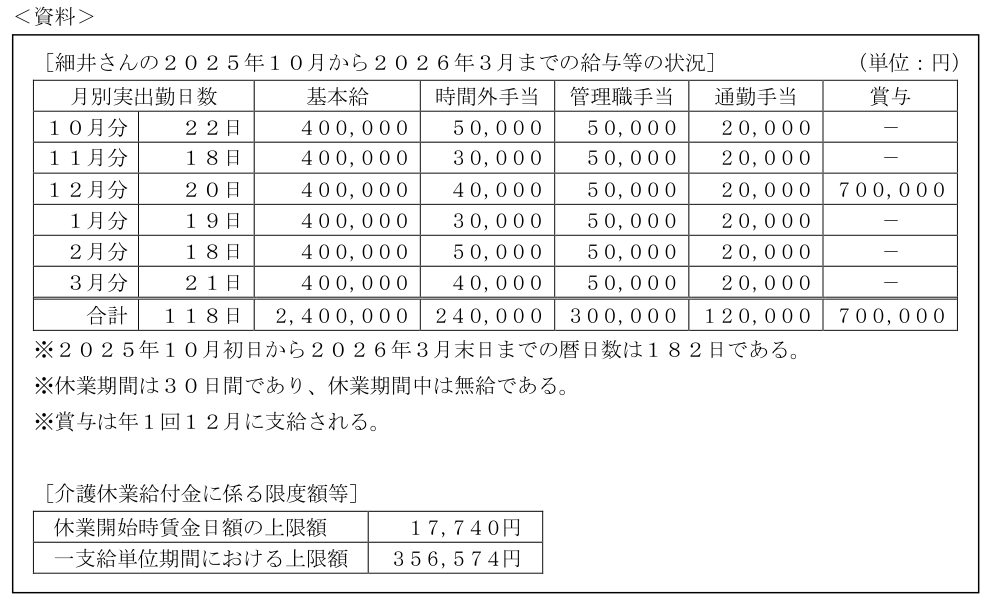 ＜資料＞
［細井さんの２０２５年１０月から２０２６年３月までの給与等の状況］ （単位：円）
月別実出勤日数 基本給 時間外手当 管理職手当 通勤手当 賞与
１０月分 ２２日 ４００,０００ ５０,０００ ５０,０００ ２０,０００ －
１１月分 １８日 ４００,０００ ３０,０００ ５０,０００ ２０,０００ －
１２月分 ２０日 ４００,０００ ４０,０００ ５０,０００ ２０,０００ ７００,０００
１月分 １９日 ４００,０００ ３０,０００ ５０,０００ ２０,０００ －
２月分 １８日 ４００,０００ ５０,０００ ５０,０００ ２０,０００ －
３月分 ２１日 ４００,０００ ４０,０００ ５０,０００ ２０,０００ －
合計 １１８日 ２,４００,０００ ２４０,０００ ３００,０００ １２０,０００ ７００,０００
※２０２５年１０月初日から２０２６年３月末日までの暦日数は１８２日である。
※休業期間は３０日間であり、休業期間中は無給である。
※賞与は年１回１２月に支給される。
［介護休業給付金に係る限度額等］
休業開始時賃金日額の上限額 １７,７４０円
一支給単位期間における上限額 ３５６,５７４円